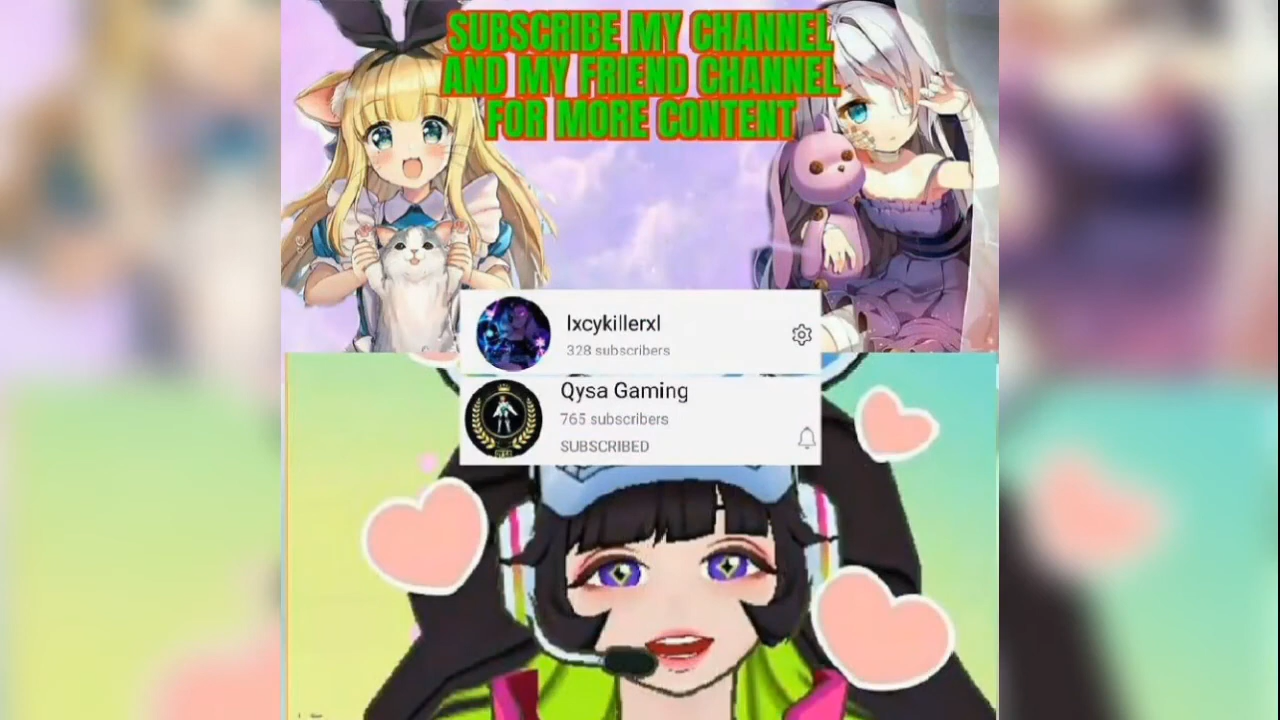 SUBSCRIBE MY CHANNEL
AND MY FRIEND CHANNEL
FOR MORE CONTENT
lxcykillerxl
328 subscribers
Qysa Gaming
765 subscribers
SUBSCRIBED